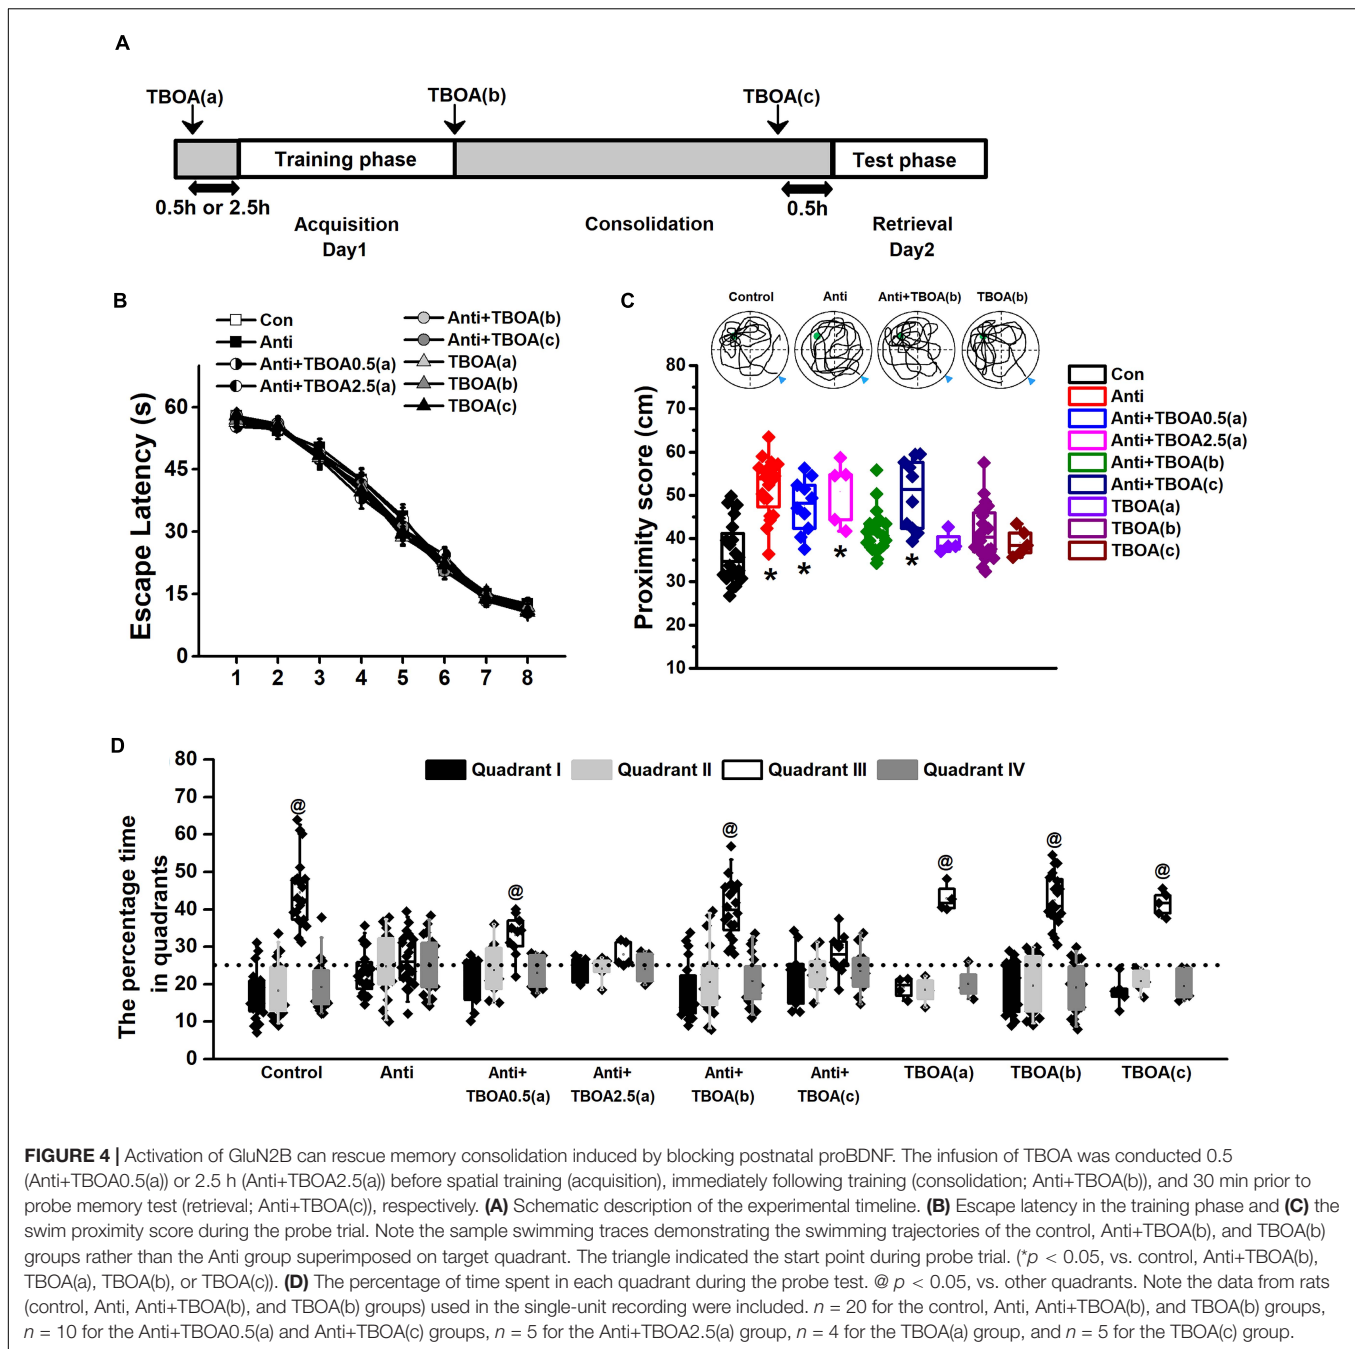 A
TBOA(a)
TBOA(b)
TBOA(c)
Training phase
Test phase
0.5h or 2.5h
0.5h
Acquisition
Day1
Consolidation
Retrieval
Day2
B
Con
Anti
Anti+TBOA0.5(a)
Anti+TBOA2.5(a)
Anti+TBOA(b)
Anti+TBOA(c)
TBOA(a)
TBOA(b)
TBOA(c)
Escape Latency (s)
60
45
30
15
0
1 2 3 4 5 6 7 8
C
Control
Anti
Anti+TBOA(b)
TBOA(b)
Proximity score (cm)
80
70
60
50
40
30
20
10
* * * *
Con
Anti
Anti+TBOA0.5(a)
Anti+TBOA2.5(a)
Anti+TBOA(b)
Anti+TBOA(c)
TBOA(a)
TBOA(b)
TBOA(c)
D
The percentage time
in quadrants
80
70
60
50
40
30
20
10
0
Quadrant I
Quadrant II
Quadrant III
Quadrant IV
@ @ @ @ @ @
Control
Anti
Anti+
TBOA0.5(a)
Anti+
TBOA2.5(a)
Anti+
TBOA(b)
Anti+
TBOA(c)
TBOA(a)
TBOA(b)
TBOA(c)
FIGURE 4 | Activation of GluN2B can rescue memory consolidation induced by blocking postnatal proBDNF. The infusion of TBOA was conducted 0.5
(Anti+TBOA0.5(a)) or 2.5 h (Anti+TBOA2.5(a)) before spatial training (acquisition), immediately following training (consolidation; Anti+TBOA(b)), and 30 min prior to
probe memory test (retrieval; Anti+TBOA(c)), respectively. (A) Schematic description of the experimental timeline. (B) Escape latency in the training phase and (C) the
swim proximity score during the probe trial. Note the sample swimming traces demonstrating the swimming trajectories of the control, Anti+TBOA(b), and TBOA(b)
groups rather than the Anti group superimposed on target quadrant. The triangle indicated the start point during probe trial. (*p < 0.05, vs. control, Anti+TBOA(b),
TBOA(a), TBOA(b), or TBOA(c)). (D) The percentage of time spent in each quadrant during the probe test. @ p < 0.05, vs. other quadrants. Note the data from rats
(control, Anti, Anti+TBOA(b), and TBOA(b) groups) used in the single-unit recording were included. n = 20 for the control, Anti, Anti+TBOA(b), and TBOA(b) groups,
n = 10 for the Anti+TBOA0.5(a) and Anti+TBOA(c) groups, n = 5 for the Anti+TBOA2.5(a) group, n = 4 for the TBOA(a) group, and n = 5 for the TBOA(c) group.